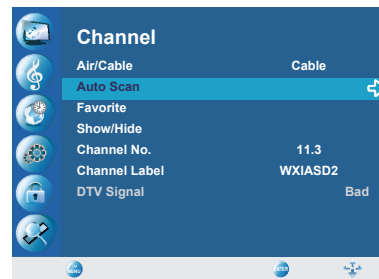 Channel
Air/Cable Cable
Auto Scan
Favorite
Show/Hide
Channel No. 11.3
Channel Label WXIASD2
DTV Signal Bad
MENU ENTER